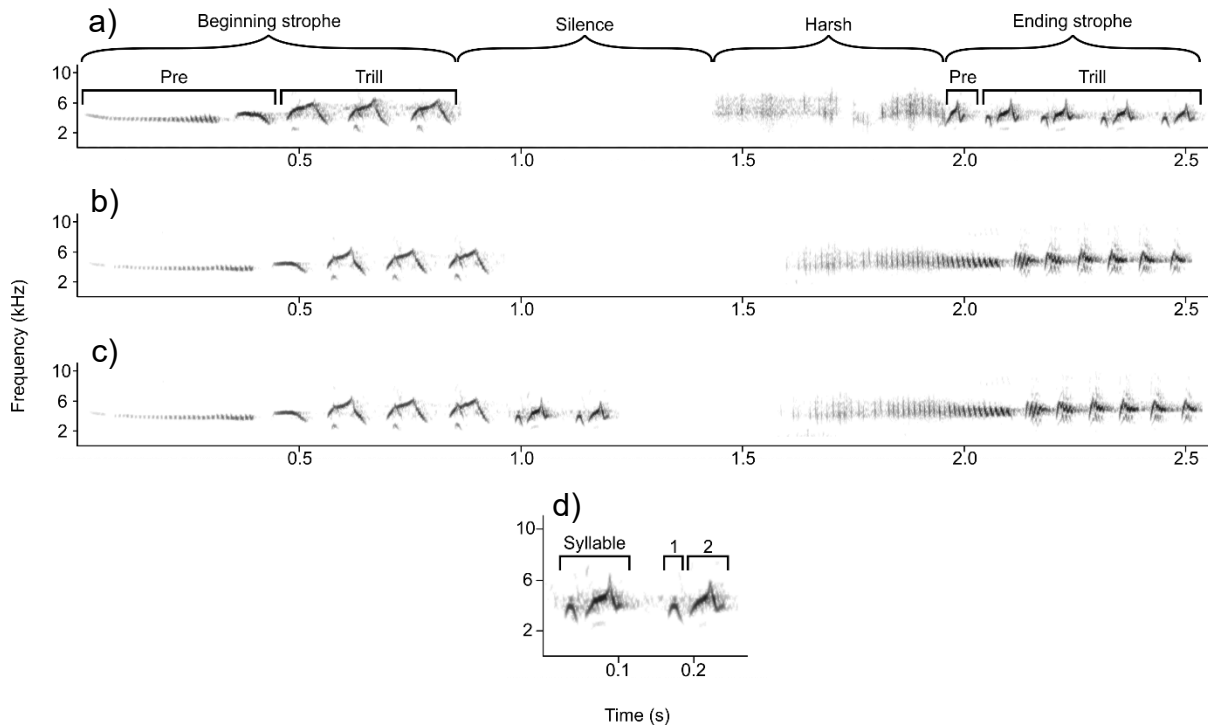 a)
Beginning strophe Silence Harsh Ending strophe
Pre Trill Pre Trill
10
6
2
0.5 1.0 1.5 2.0 2.5
b)
10
6
2
0.5 1.0 1.5 2.0 2.5
c)
10
6
2
0.5 1.0 1.5 2.0 2.5
Frequency (kHz)
d)
10
Syllable 1 2
6
2
0.1 0.2
Time (s)